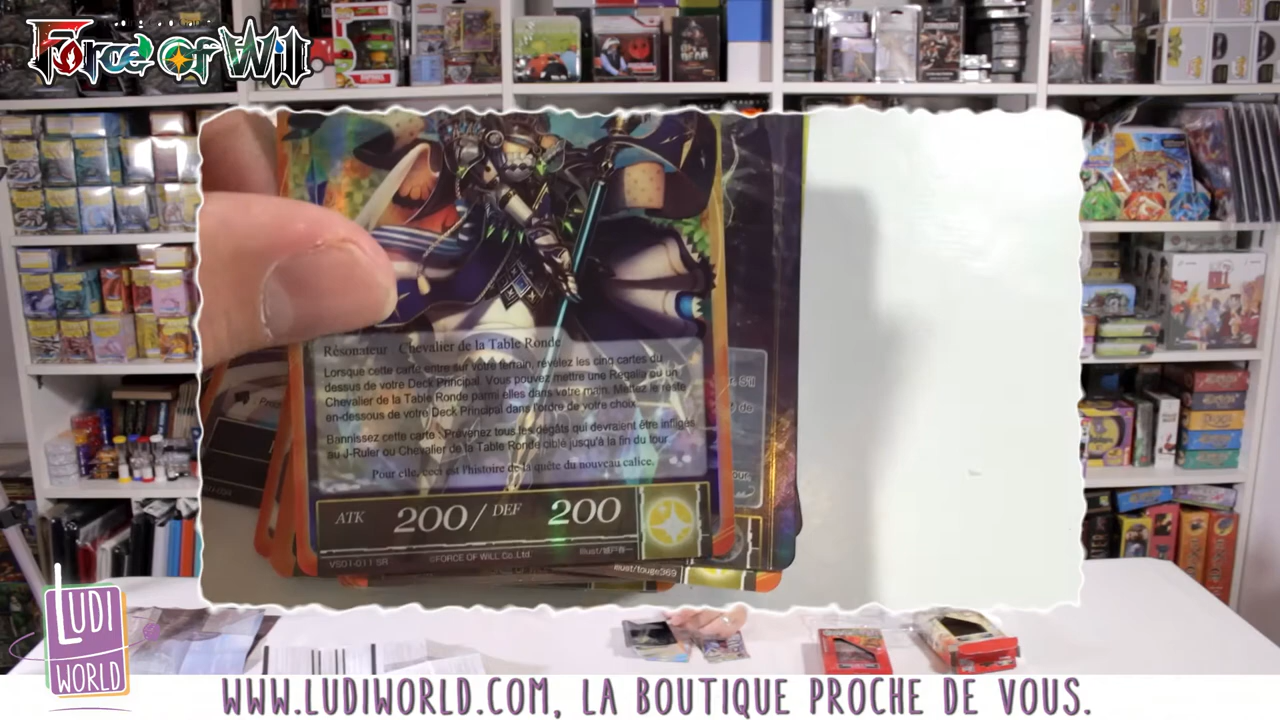 Force of Will
Résonateur Chevalier de la Table Ronde
Lorsque cette carte entre sur votre terrain, révélez les cinq cartes du
dessus de votre Deck Principal. Vous pouvez mettre une Regalia ou un
Chevalier de la Table Ronde parmi elles dans votre main. Mettez le reste
en-dessous de votre Deck Principal dans l'ordre de votre choix.
Bannissez cette carte : Prévenez tous les dégâts qui devraient être infligés
au J-Ruler ou Chevalier de la Table Ronde ciblé jusqu'à la fin du tour.
Pour elle, ceci est l'histoire de la quête du nouveau calice.
ATK 200 / DEF 200
VS01-011 SR ©FORCE OF WILL Co.,Ltd.
illust/fouge369
LUDI
WORLD
WWW.LUDIWORLD.COM, LA BOUTIQUE PROCHE DE VOUS.